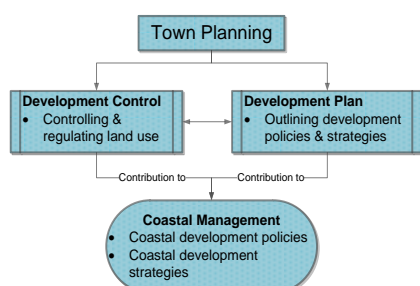 Town Planning
Development Control
• Controlling &
regulating land use
Development Plan
• Outlining development
policies & strategies
Contribution to
Contribution to
Coastal Management
• Coastal development policies
• Coastal development
strategies